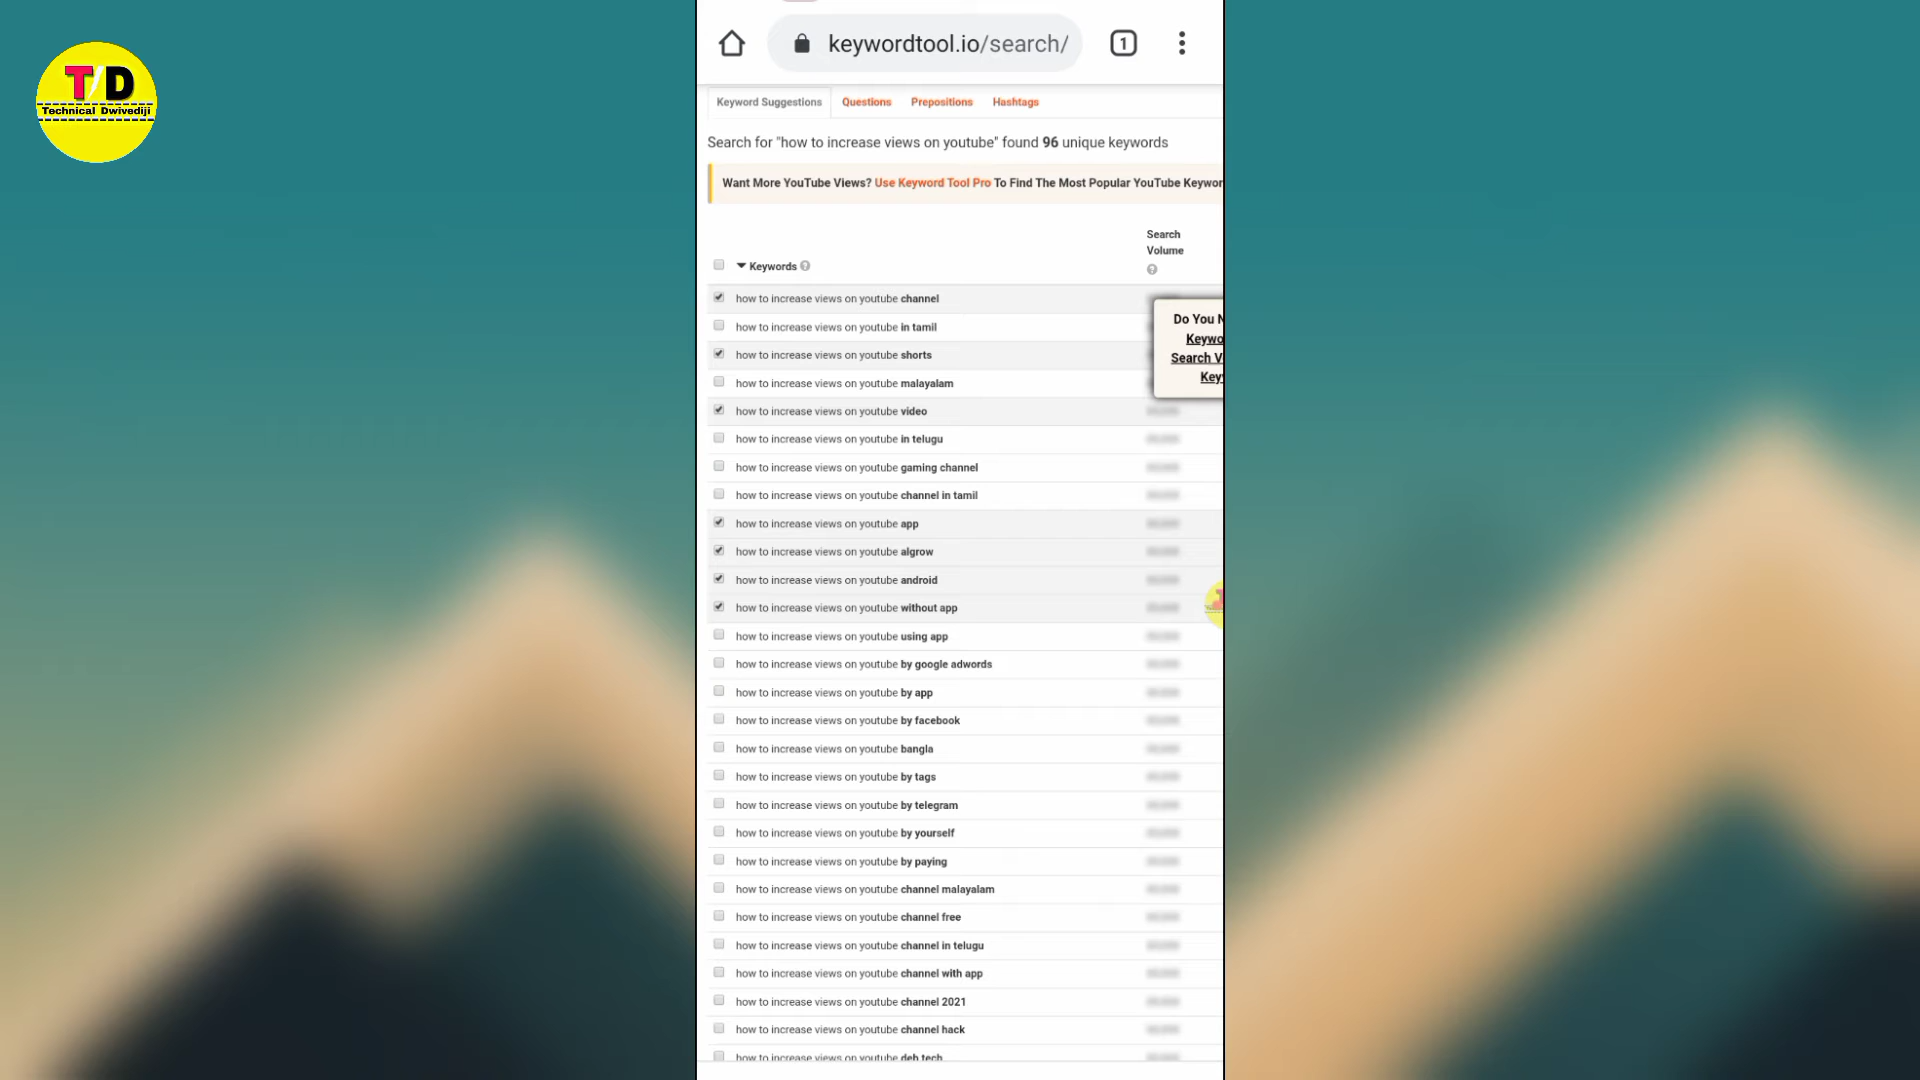 T/D
Technical Dwivediji
keywordtool.io/search/
1
Keyword Suggestions Questions Prepositions Hashtags
Search for "how to increase views on youtube" found 96 unique keywords
Want More YouTube Views? Use Keyword Tool Pro To Find The Most Popular YouTube Keywor
Search
Volume
Keywords
how to increase views on youtube channel
Do You N
how to increase views on youtube in tamil
Keywo
how to increase views on youtube shorts
Search V
how to increase views on youtube malayalam
Key
how to increase views on youtube video
how to increase views on youtube in telugu
how to increase views on youtube gaming channel
how to increase views on youtube channel in tamil
how to increase views on youtube app
how to increase views on youtube algrow
how to increase views on youtube android
how to increase views on youtube without app
how to increase views on youtube using app
how to increase views on youtube by google adwords
how to increase views on youtube by app
how to increase views on youtube by facebook
how to increase views on youtube bangla
how to increase views on youtube by tags
how to increase views on youtube by telegram
how to increase views on youtube by yourself
how to increase views on youtube by paying
how to increase views on youtube channel malayalam
how to increase views on youtube channel free
how to increase views on youtube channel in telugu
how to increase views on youtube channel with app
how to increase views on youtube channel 2021
how to increase views on youtube channel hack
how to increase views on youtube deb tech